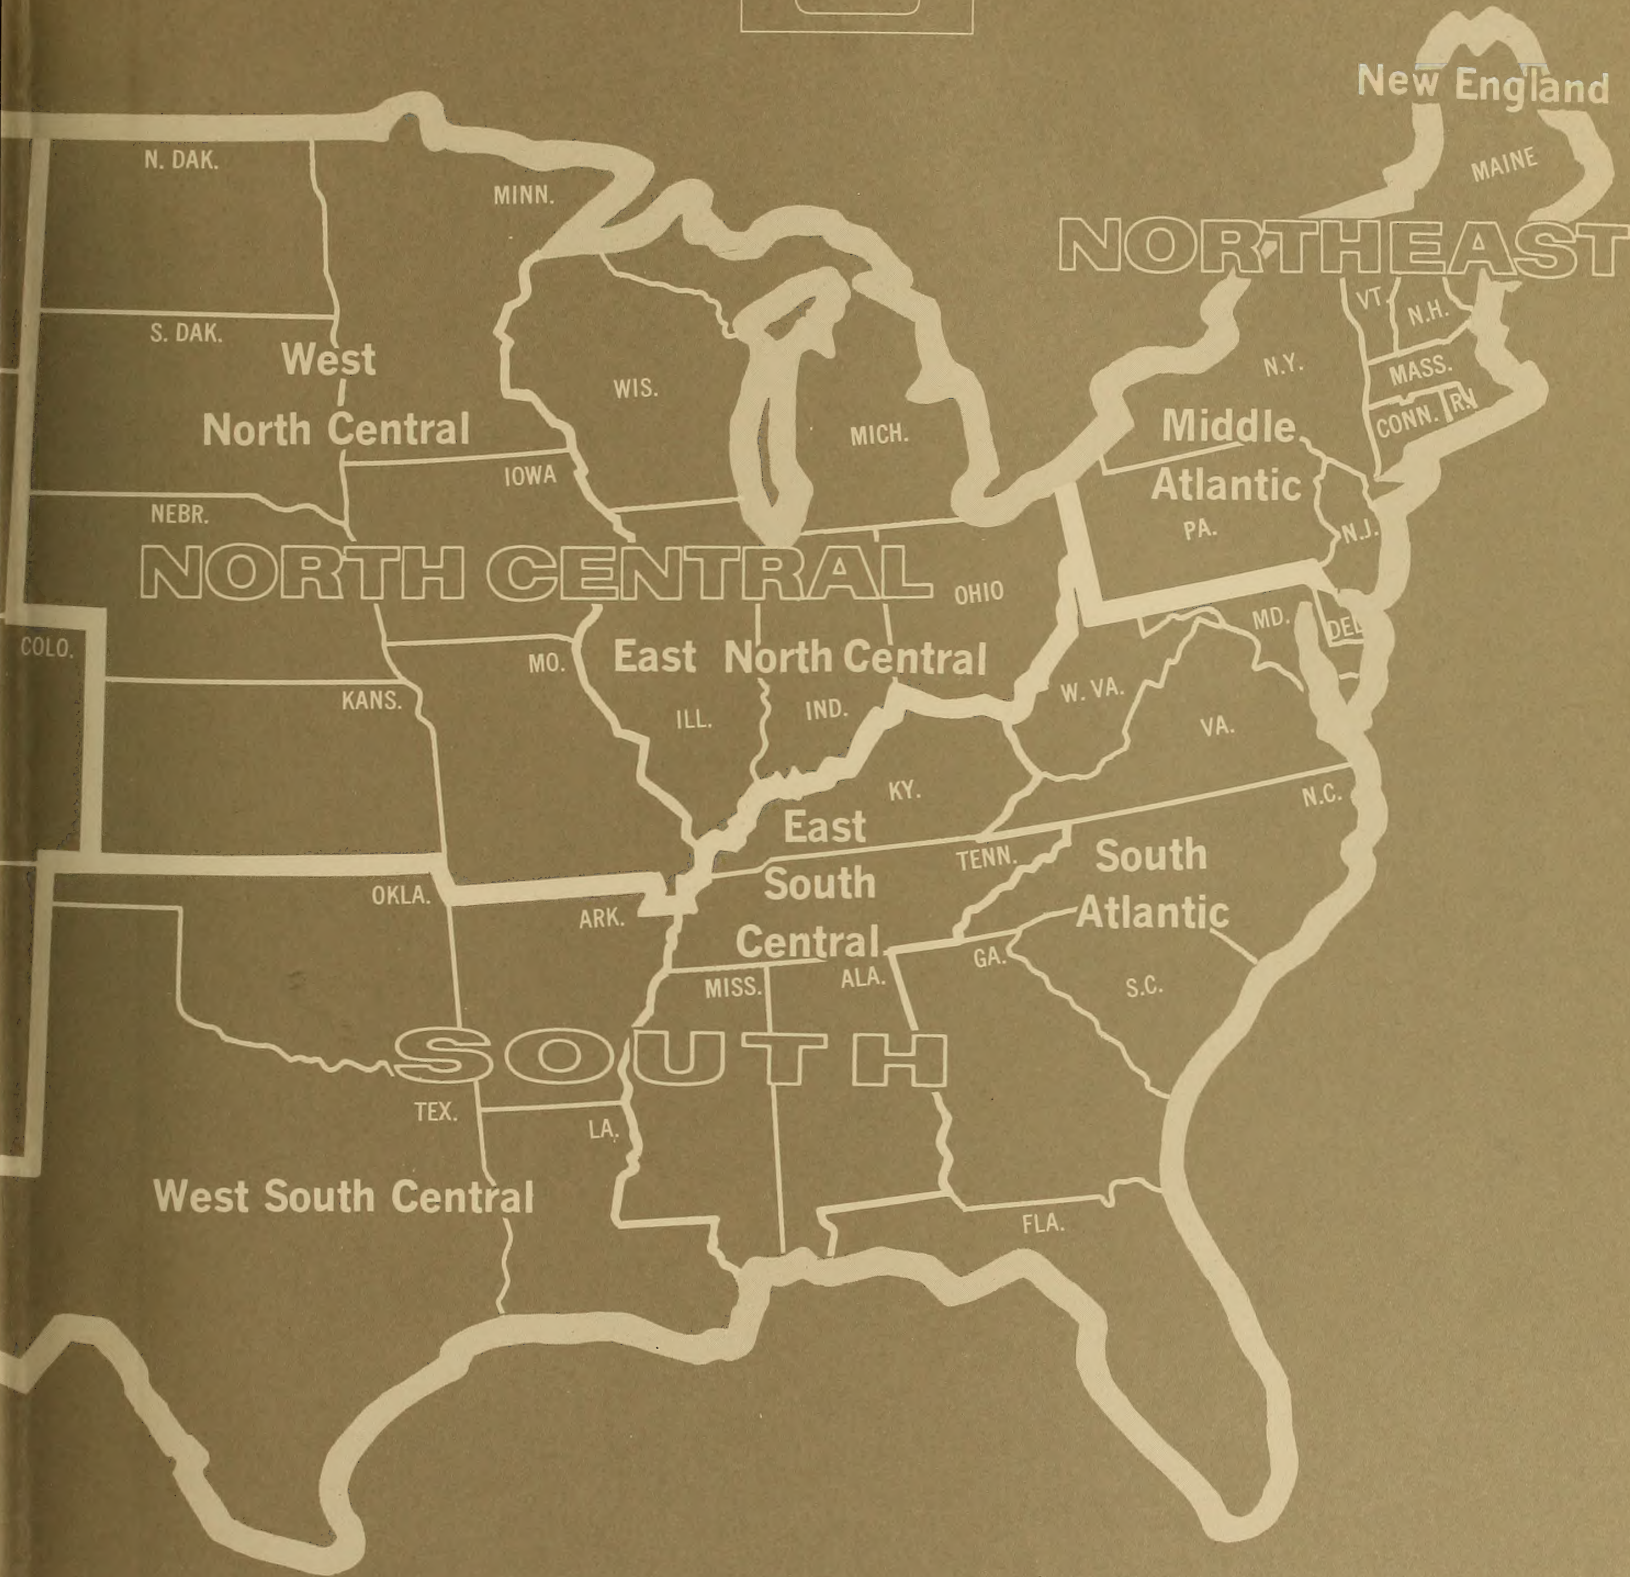 New England
MAINE
N. DAK.
MINN.
NORTHEAST
VT.
N.H.
S. DAK.
West
North Central
WIS.
MICH.
N.Y.
MASS.
CONN.
R.I.
Middle
Atlantic
PA.
N.J.
IOWA
NEBR.
NORTH CENTRAL
OHIO
MD.
DEL.
COLO.
MO.
East North Central
KANS.
ILL.
IND.
W. VA.
VA.
KY.
N.C.
East
South
Central
TENN.
South
Atlantic
OKLA.
ARK.
MISS.
ALA.
GA.
S.C.
SOUTH
TEX.
LA.
West South Central
FLA.